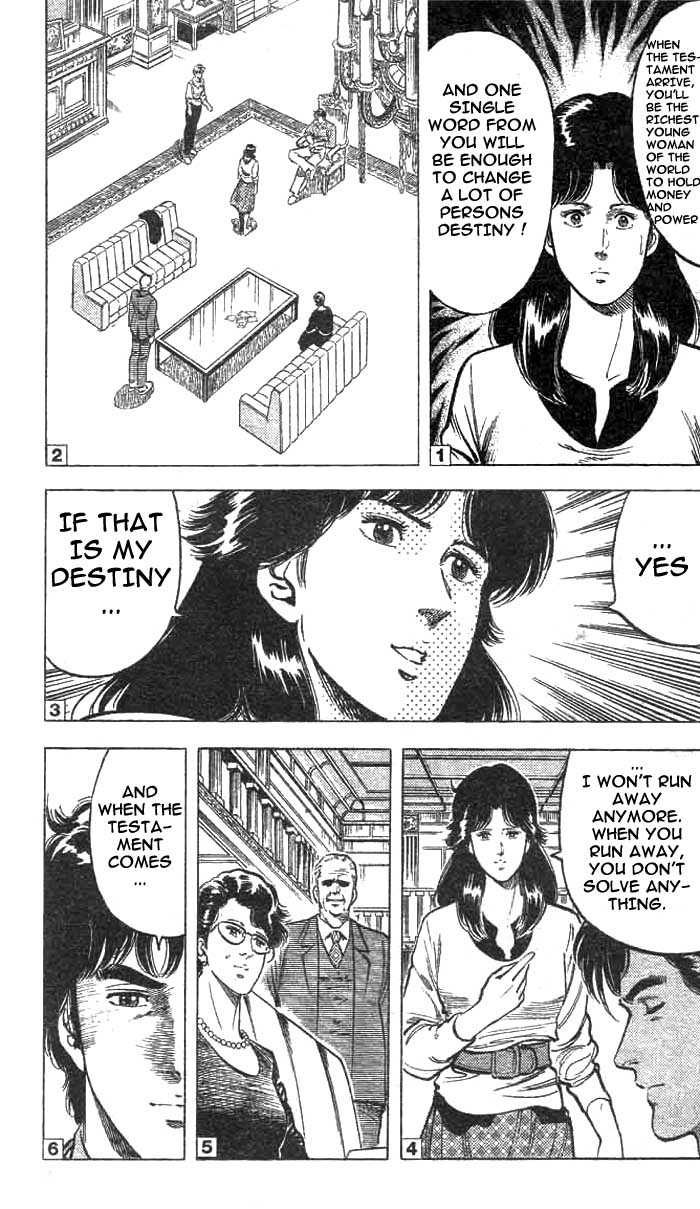 WHEN
THE TES-
TAMENT
ARRIVE,
YOU'LL
BE THE
RICHEST
YOUNG
WOMAN
OF THE
WORLD
TO HOLD
MONEY
AND
POWER
AND ONE
SINGLE
WORD FROM
YOU WILL
BE ENOUGH
TO CHANGE
A LOT OF
PERSONS
DESTINY !
1
2
...
YES
IF THAT
IS MY
DESTINY
...
3
...
I WON'T RUN
AWAY
ANYMORE.
WHEN YOU
RUN AWAY,
YOU DON'T
SOLVE ANY-
THING.
4
5
AND
WHEN THE
TESTA-
MENT
COMES
...
6